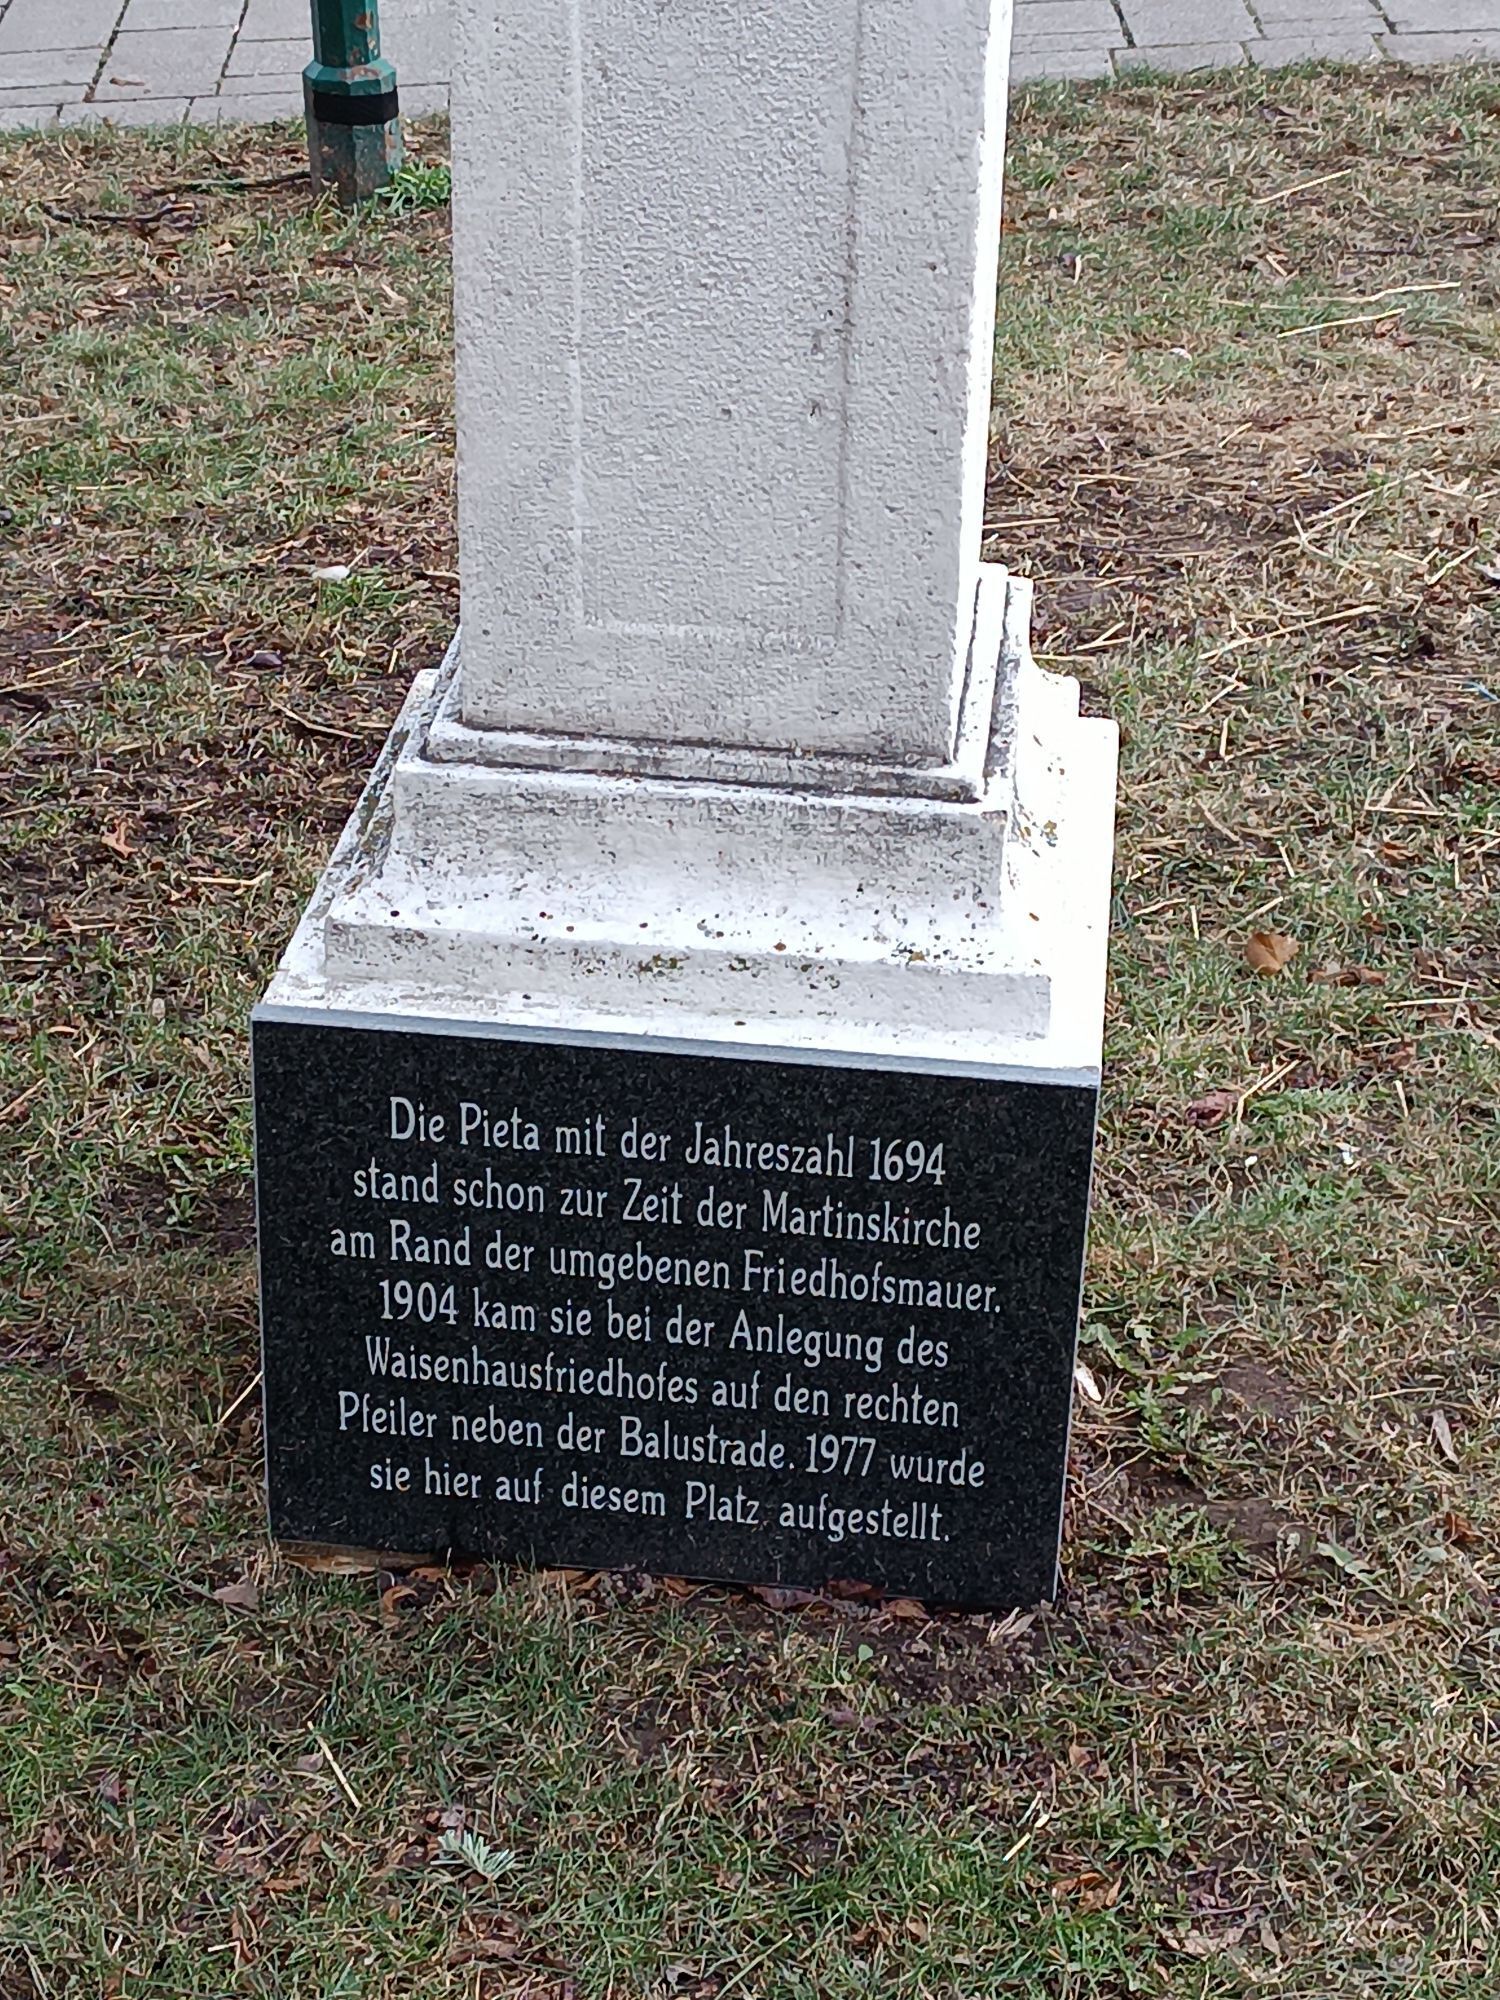 Die Pieta mit der Jahreszahl 1694
stand schon zur Zeit der Martinskirche
am Rand der umgebenen Friedhofsmauer.
1904 kam sie bei der Anlegung des
Waisenhausfriedhofes auf den rechten
Pfeiler neben der Balustrade. 1977 wurde
sie hier auf diesem Platz aufgestellt.